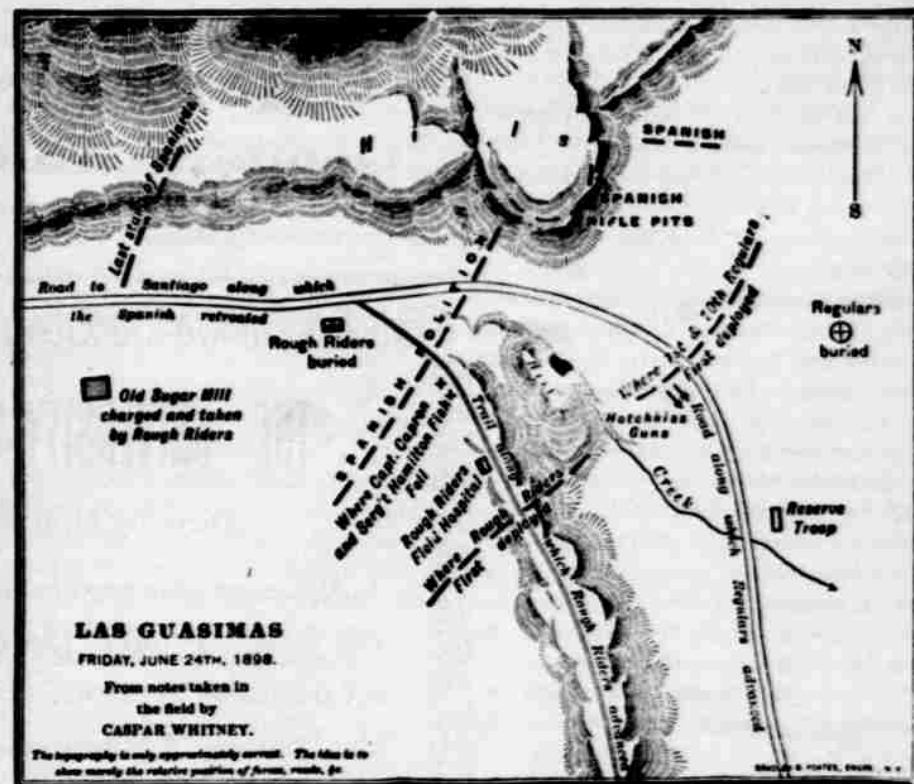 N
S
Hills
SPANISH
SPANISH
RIFLE PITS
Last stand of Spaniards
Road to Santiago along which
the Spanish retreated
Rough Riders
buried
Old Sugar Mill
charged and taken
by Rough Riders
SPANISH POSITION
Where Capt. Capron
and Serg't Hamilton Fish
Fell
Rough Riders
Field Hospital
Where Rough Riders
first deployed
Trail along which Rough Riders advanced
Where 1st & 10th Regulars
first deployed
Hotchkiss
Guns
Creek
Road along which Regulars advanced
Regulars
buried
Reserve
Troop
LAS GUASIMAS
FRIDAY, JUNE 24TH, 1898.
From notes taken in
the field by
CASPAR WHITNEY.
The topography is only approximately correct. The idea is to
show merely the relative position of forces, roads, &c.